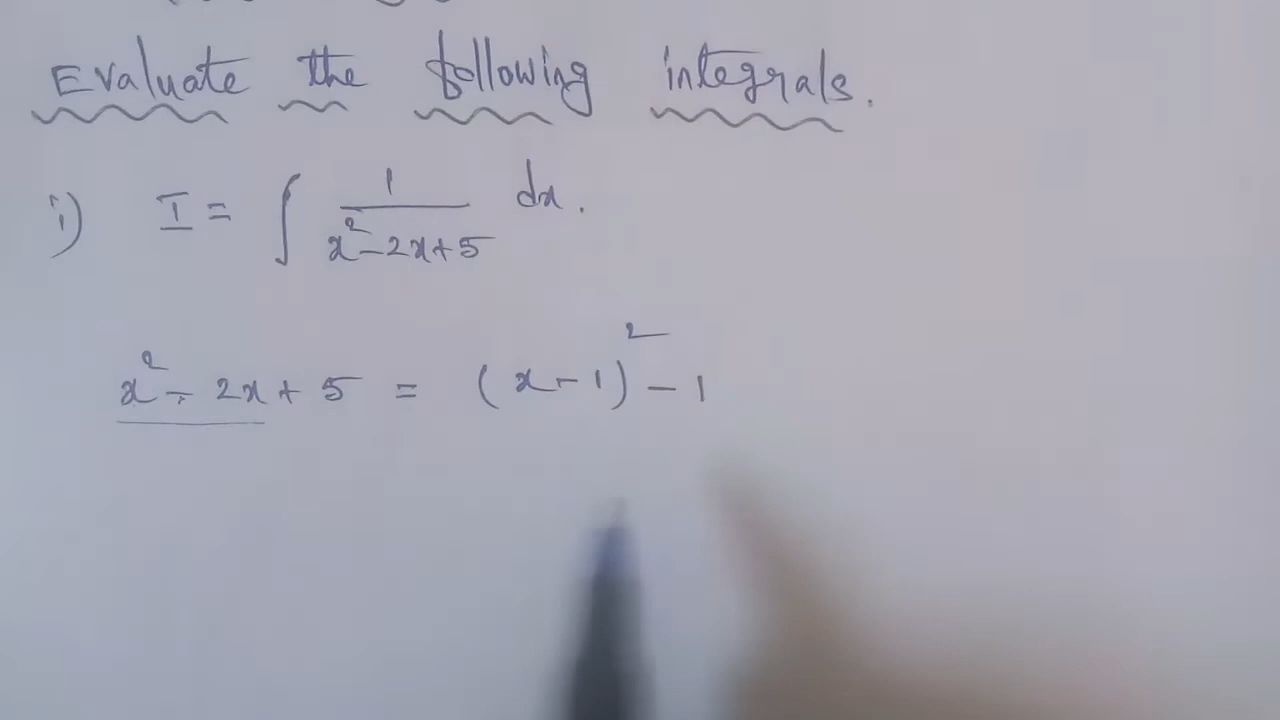 Evaluate the following integrals.
i) I = ∫ 1/(x²-2x+5) dx.
x² - 2x + 5 = (x-1)² - 1